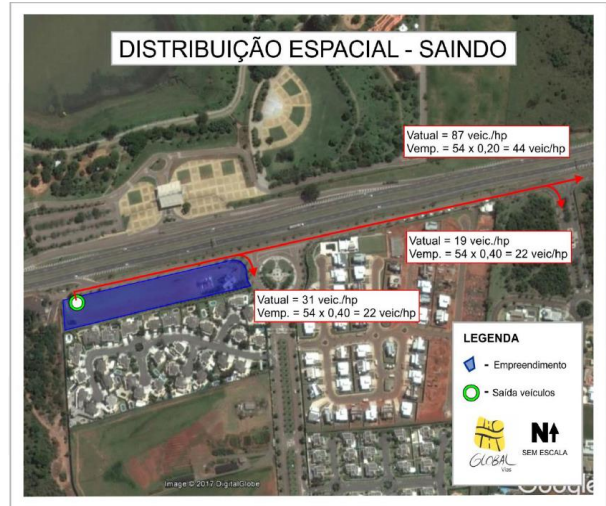 DISTRIBUIÇÃO ESPACIAL - SAINDO
Vatual = 87 veic./hp
Vemp. = 54 x 0,20 = 44 veic/hp
Vatual = 19 veic./hp
Vemp. = 54 x 0,40 = 22 veic/hp
Vatual = 31 veic./hp
Vemp. = 54 x 0,40 = 22 veic/hp
LEGENDA
- Empreendimento
- Saída veículos
GLOBAL
Vias
N
SEM ESCALA
Image © 2017 DigitalGlobe
Google